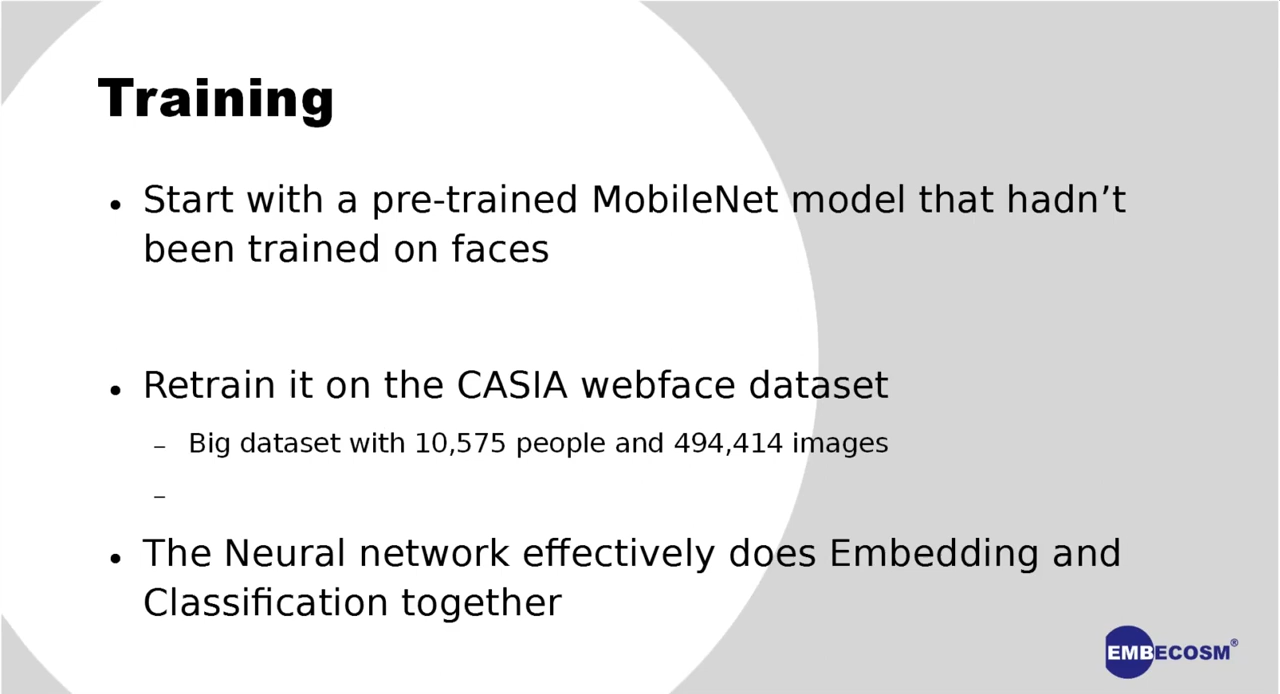 Training
• Start with a pre-trained MobileNet model that hadn’t
been trained on faces
• Retrain it on the CASIA webface dataset
– Big dataset with 10,575 people and 494,414 images
–
• The Neural network effectively does Embedding and
Classification together
EMBECOSM®